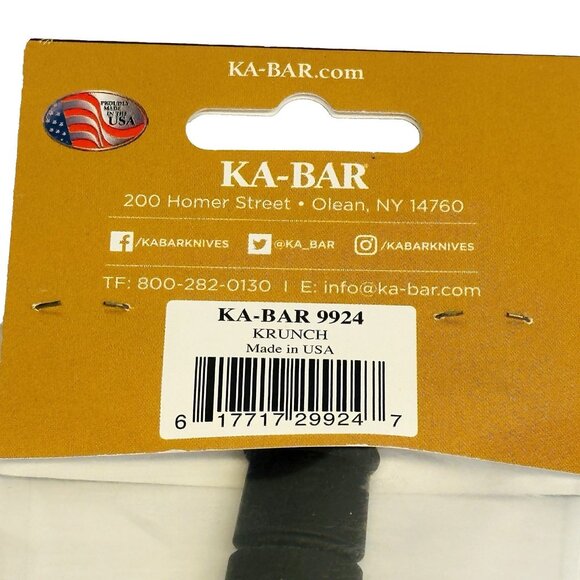 KA-BAR.com
PROUDLY
MADE
IN THE
USA
KA-BAR
200 Homer Street • Olean, NY 14760
f /KABARKNIVES @KA_BAR /KABARKNIVES
TF: 800-282-0130 | E: info@ka-bar.com
KA-BAR 9924
KRUNCH
Made in USA
6 17717 29924 7